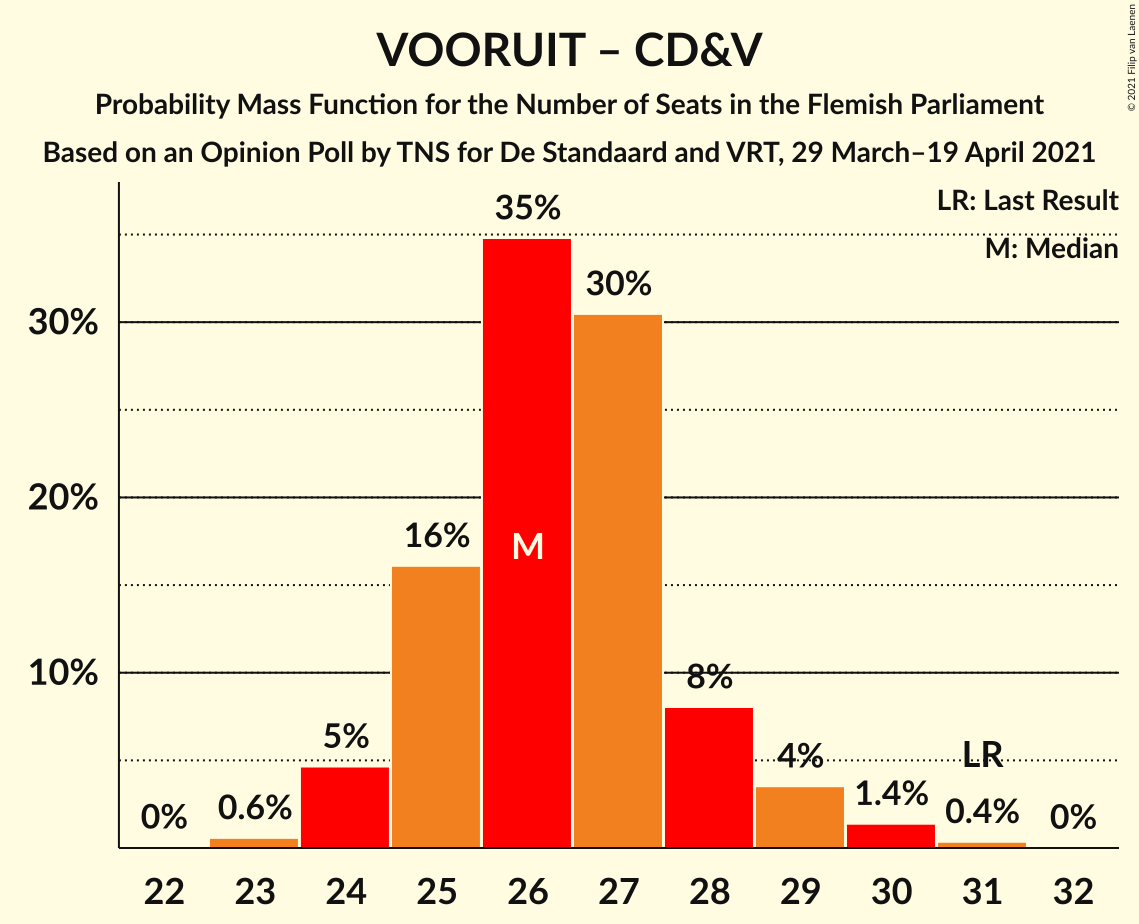 VOORUIT – CD&V
Probability Mass Function for the Number of Seats in the Flemish Parliament
Based on an Opinion Poll by TNS for De Standaard and VRT, 29 March–19 April 2021
© 2021 Filip van Laenen
LR: Last Result
M: Median
30%
20%
10%
0%
0.6%
5%
16%
35%
M
30%
8%
4%
1.4%
LR
0.4%
0%
22 23 24 25 26 27 28 29 30 31 32